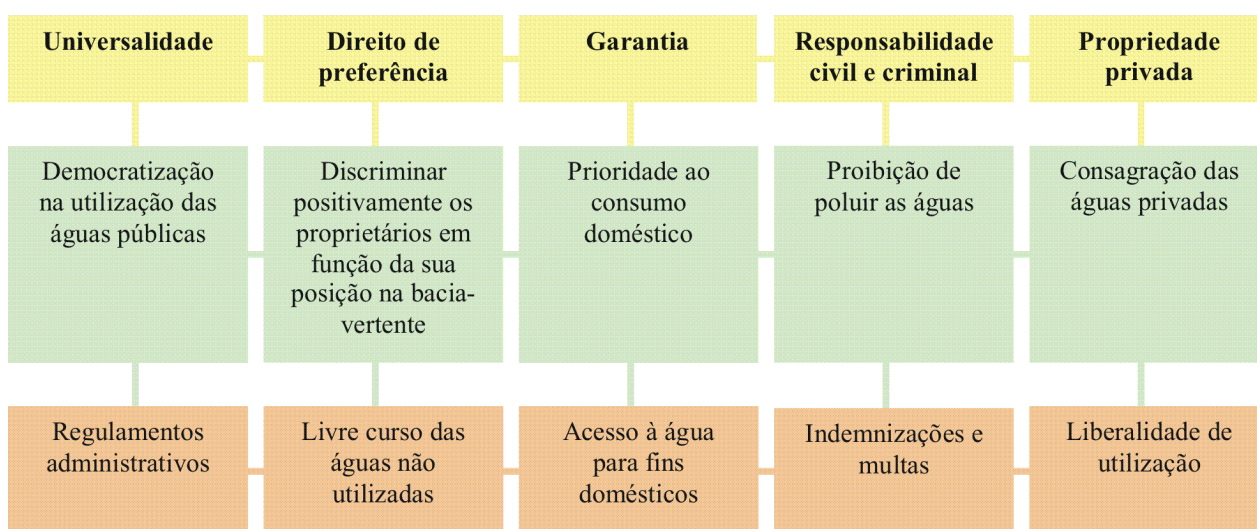 Universalidade
Direito de
preferência
Garantia
Responsabilidade
civil e criminal
Propriedade
privada
Democratização
na utilização das
águas públicas
Discriminar
positivamente os
proprietários em
função da sua
posição na bacia-
vertente
Prioridade ao
consumo
doméstico
Proibição de
poluir as águas
Consagração das
águas privadas
Regulamentos
administrativos
Livre curso das
águas não
utilizadas
Acesso à água
para fins
domésticos
Indemnizações e
multas
Liberalidade de
utilização